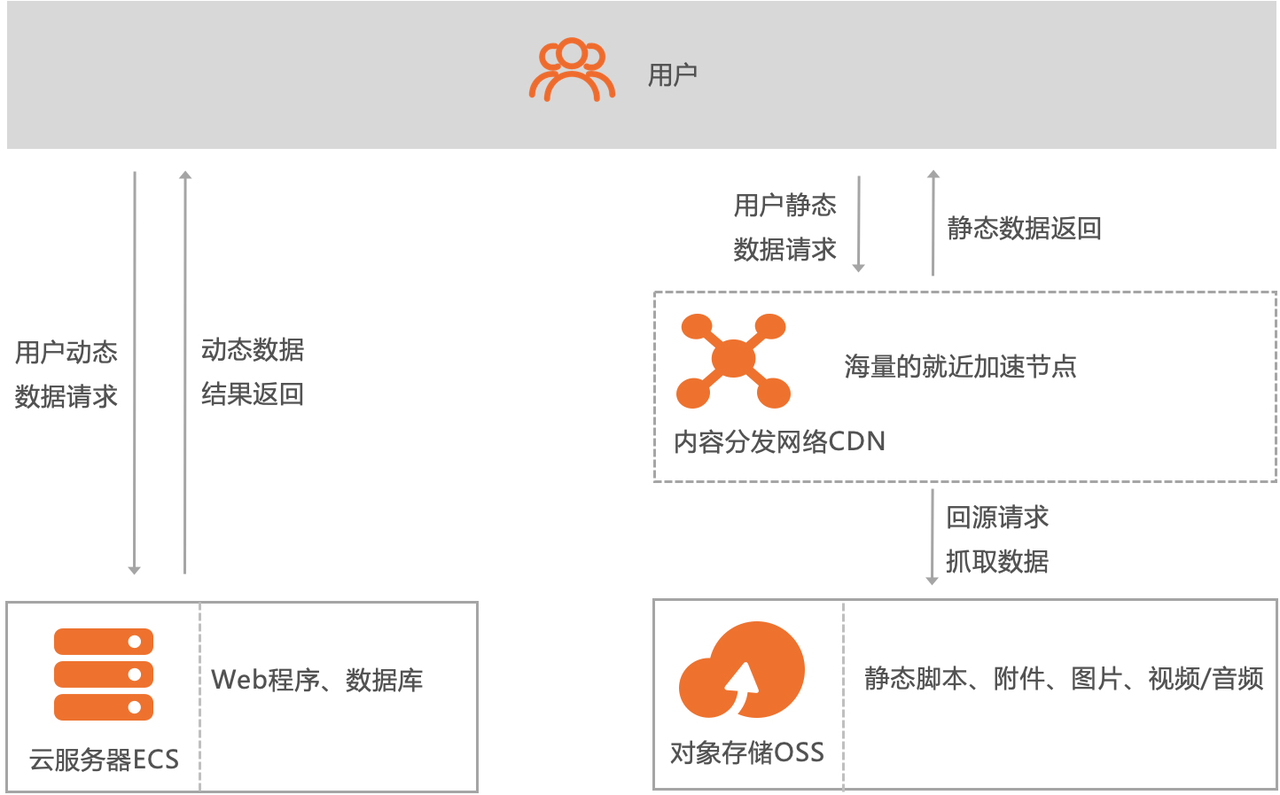 用户
用户动态
数据请求
动态数据
结果返回
用户静态
数据请求
静态数据返回
海量的就近加速节点
内容分发网络CDN
回源请求
抓取数据
Web程序、数据库
云服务器ECS
静态脚本、附件、图片、视频/音频
对象存储OSS